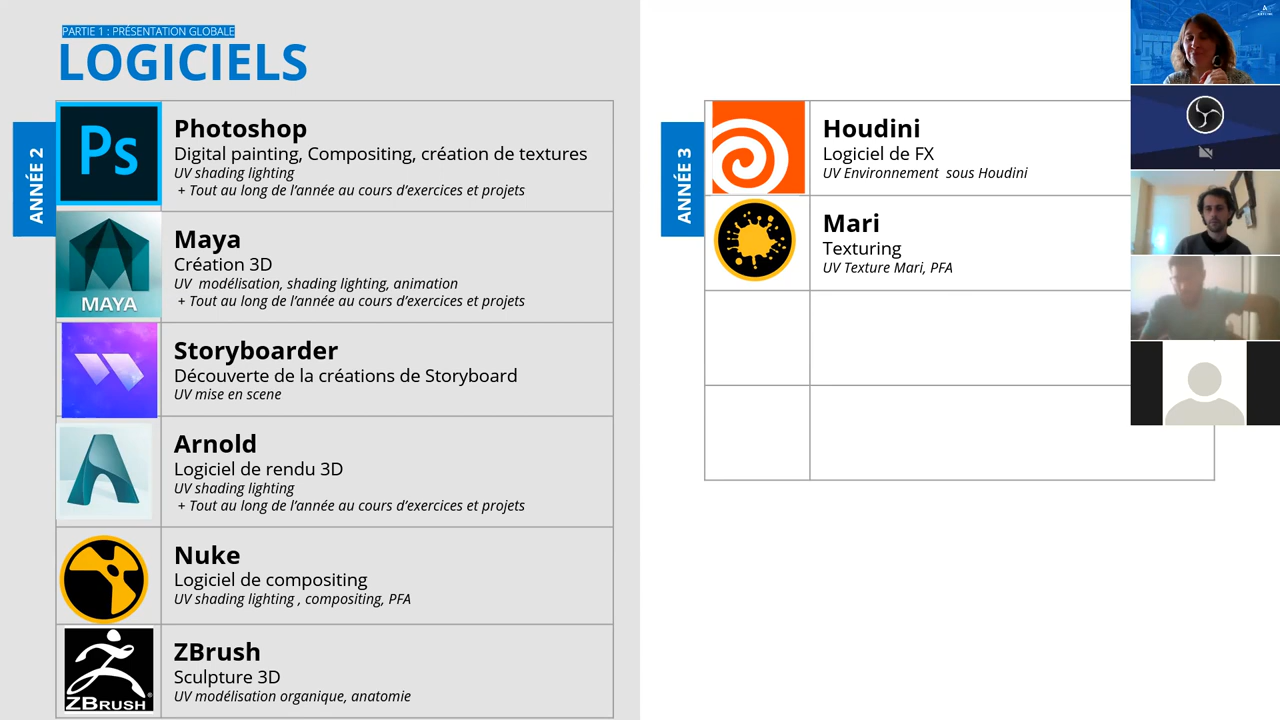 PARTIE 1 : PRÉSENTATION GLOBALE
LOGICIELS
ANNÉE 2
Ps
Photoshop
Digital painting, Compositing, création de textures
UV shading lighting
+ Tout au long de l'année au cours d'exercices et projets
MAYA
Maya
Création 3D
UV modélisation, shading lighting, animation
+ Tout au long de l'année au cours d'exercices et projets
Storyboarder
Découverte de la créations de Storyboard
UV mise en scene
Arnold
Logiciel de rendu 3D
UV shading lighting
+ Tout au long de l'année au cours d'exercices et projets
Nuke
Logiciel de compositing
UV shading lighting , compositing, PFA
ZBRUSH®
ZBrush
Sculpture 3D
UV modélisation organique, anatomie
ANNÉE 3
Houdini
Logiciel de FX
UV Environnement sous Houdini
Mari
Texturing
UV Texture Mari, PFA